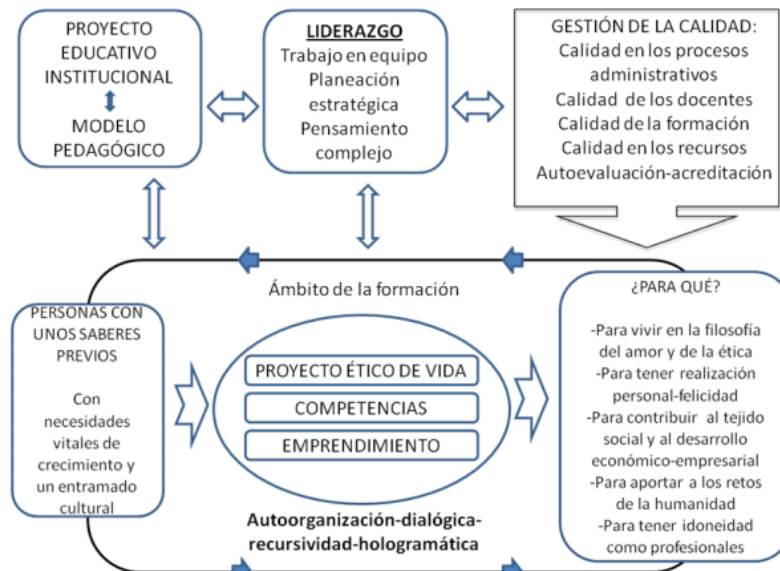 PROYECTO
EDUCATIVO
INSTITUCIONAL
MODELO
PEDAGÓGICO
LIDERAZGO
Trabajo en equipo
Planeación
estratégica
Pensamiento
complejo
GESTIÓN DE LA CALIDAD:
Calidad en los procesos
administrativos
Calidad de los docentes
Calidad de la formación
Calidad en los recursos
Autoevaluación-acreditación
Ámbito de la formación
PERSONAS CON
UNOS SABERES
PREVIOS
Con
necesidades
vitales de
crecimiento y
un entramado
cultural
PROYECTO ÉTICO DE VIDA
COMPETENCIAS
EMPRENDIMIENTO
Autoorganización-dialógica-
recursividad-hologramática
¿PARA QUÉ?
-Para vivir en la filosofía
del amor y de la ética
-Para tener realización
personal-felicidad
-Para contribuir al tejido
social y al desarrollo
económico-empresarial
-Para aportar a los retos
de la humanidad
-Para tener idoneidad
como profesionales